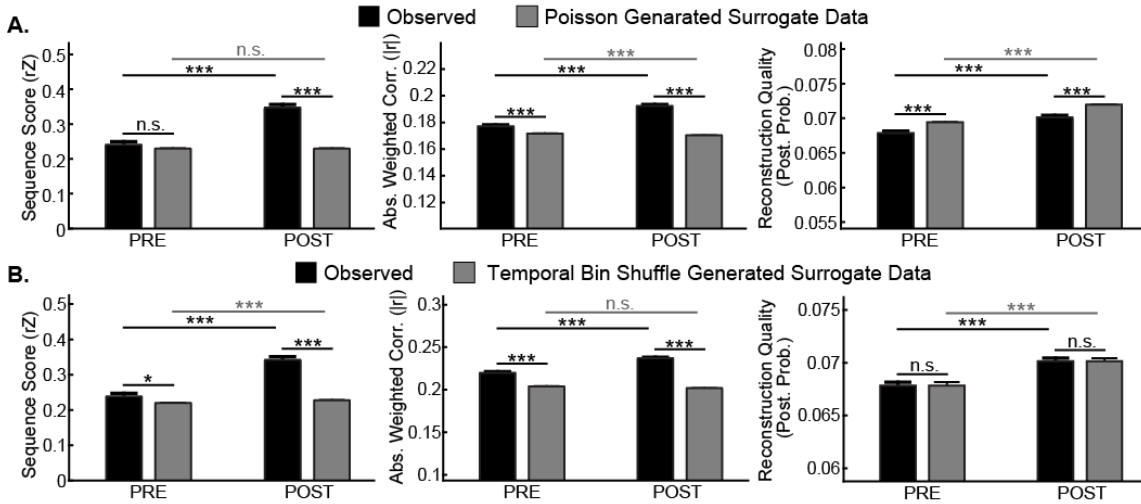 A.
Observed Poisson Genarated Surrogate Data
Sequence Score (rZ)
0.5
0.4
0.3
0.2
0.1
0
n.s.
***
***
n.s.
PRE POST
Abs. Weighted Corr. (|r|)
0.22
0.2
0.18
0.16
0.14
0.12
***
***
***
***
PRE POST
Reconstruction Quality
(Post. Prob.)
0.08
0.075
0.07
0.065
0.06
0.055
***
***
***
***
PRE POST
B.
Observed Temporal Bin Shuffle Generated Surrogate Data
Sequence Score (rZ)
0.5
0.4
0.3
0.2
0.1
0
***
***
***
*
PRE POST
Abs. Weighted Corr. (|r|)
0.3
0.25
0.2
0.15
0.1
n.s.
***
***
***
PRE POST
Reconstruction Quality
(Post. Prob.)
0.075
0.07
0.065
0.06
***
***
n.s.
n.s.
PRE POST